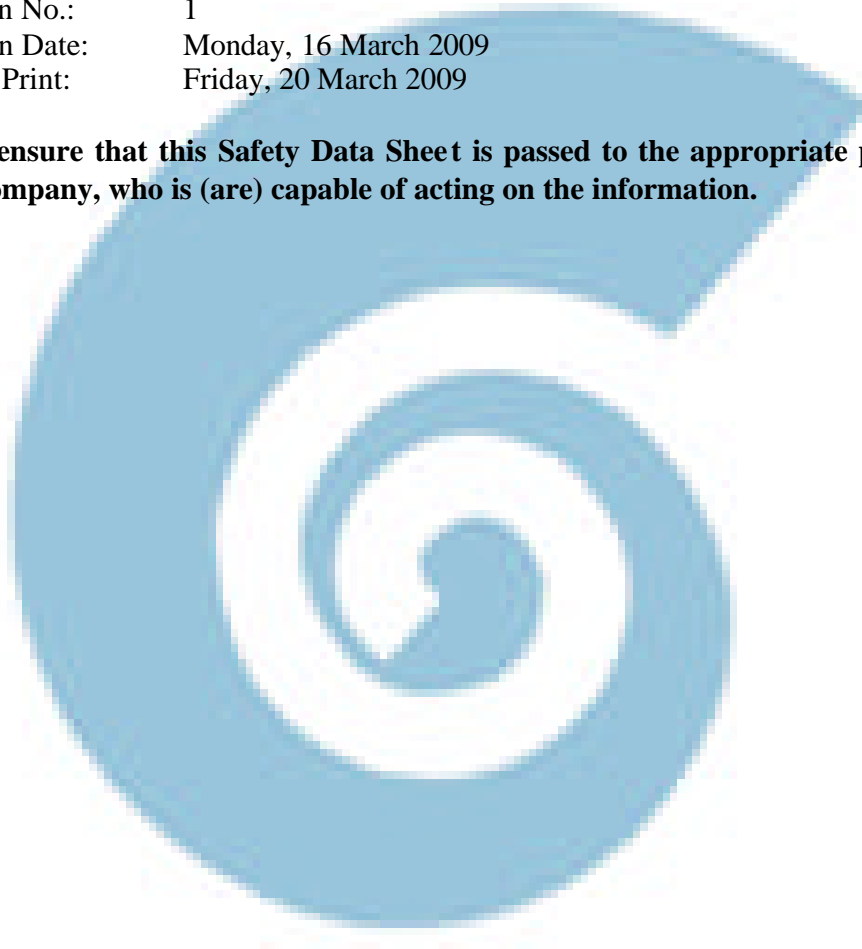 n No.: 1
n Date: Monday, 16 March 2009
Print: Friday, 20 March 2009
ensure that this Safety Data Sheet is passed to the appropriate p
ompany, who is (are) capable of acting on the information.